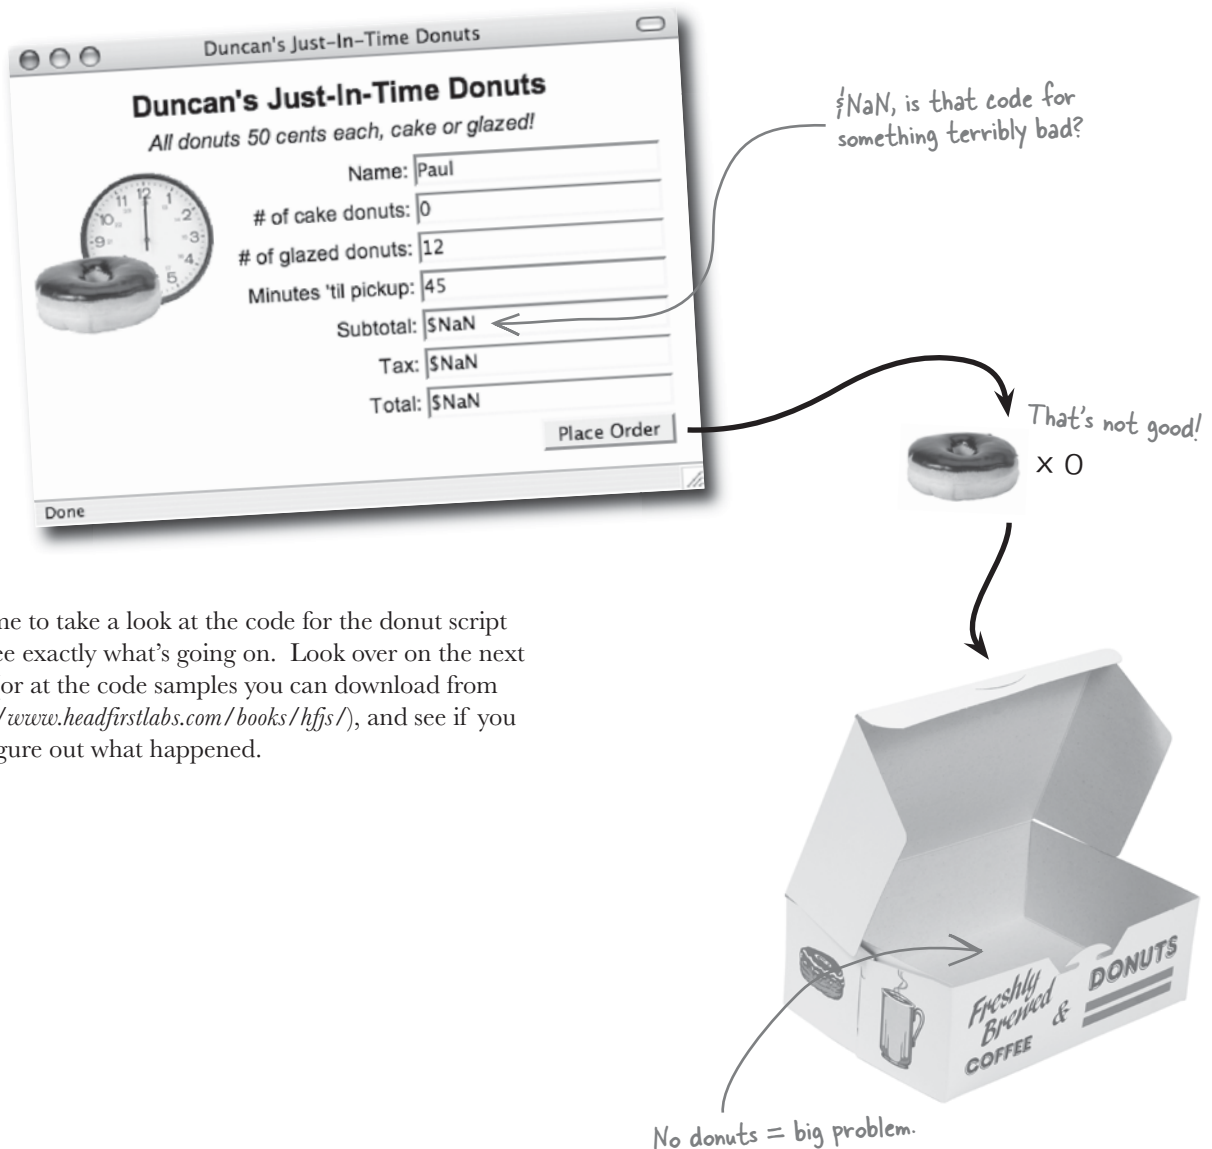 Duncan's Just-In-Time Donuts
Duncan's Just-In-Time Donuts
All donuts 50 cents each, cake or glazed!
Name: Paul
# of cake donuts: 0
# of glazed donuts: 12
Minutes 'til pickup: 45
Subtotal: $NaN
Tax: $NaN
Total: $NaN
Place Order
Done
$NaN, is that code for
something terribly bad?
That's not good!
x 0
me to take a look at the code for the donut script
ee exactly what's going on. Look over on the next
or at the code samples you can download from
/www.headfirstlabs.com/books/hfjs/), and see if you
gure out what happened.
Freshly
Brewed
COFFEE
&
DONUTS
No donuts = big problem.